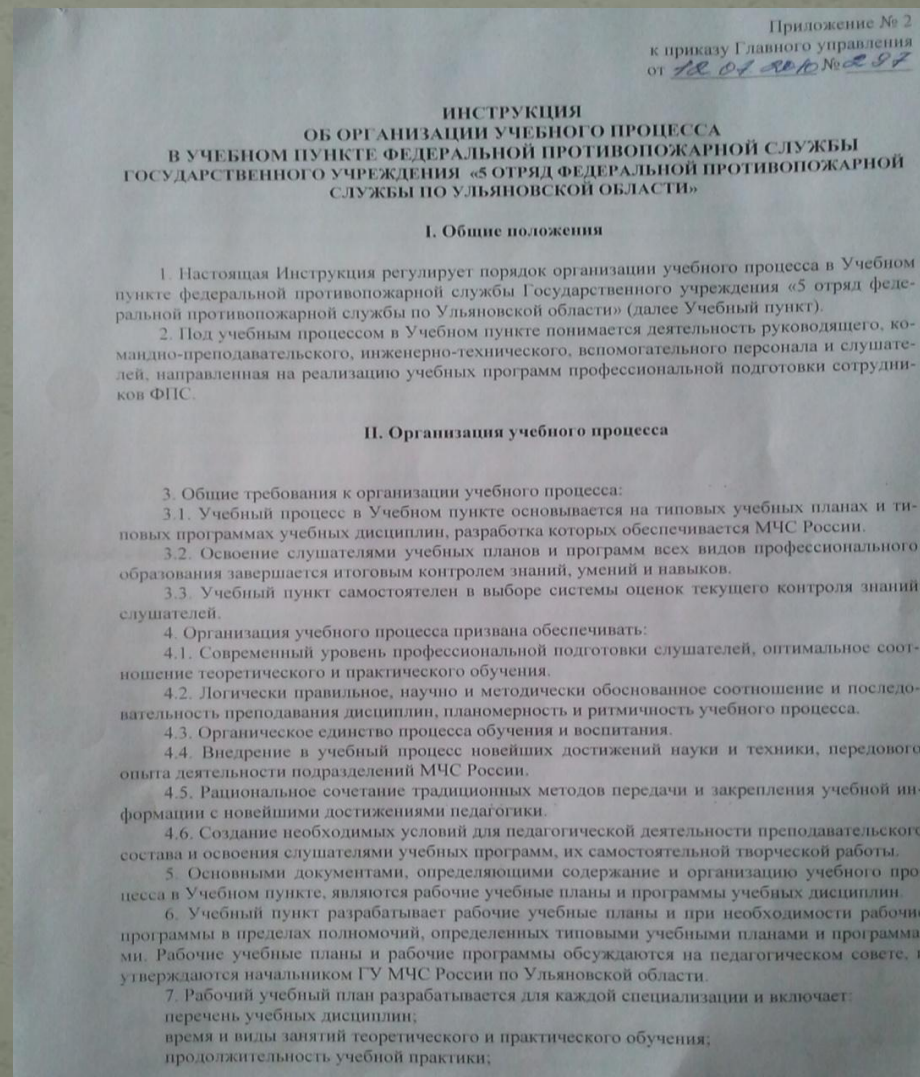 Приложение № 2
к приказу Главного управления
от 12.07.2010 № 297
ИНСТРУКЦИЯ
ОБ ОРГАНИЗАЦИИ УЧЕБНОГО ПРОЦЕССА
В УЧЕБНОМ ПУНКТЕ ФЕДЕРАЛЬНОЙ ПРОТИВОПОЖАРНОЙ СЛУЖБЫ
ГОСУДАРСТВЕННОГО УЧРЕЖДЕНИЯ «5 ОТРЯД ФЕДЕРАЛЬНОЙ ПРОТИВОПОЖАРНОЙ
СЛУЖБЫ ПО УЛЬЯНОВСКОЙ ОБЛАСТИ»
I. Общие положения
1. Настоящая Инструкция регулирует порядок организации учебного процесса в Учебном
пункте федеральной противопожарной службы Государственного учреждения «5 отряд феде-
ральной противопожарной службы по Ульяновской области» (далее Учебный пункт).
2. Под учебным процессом в Учебном пункте понимается деятельность руководящего, ко-
мандно-преподавательского, инженерно-технического, вспомогательного персонала и слушате-
лей, направленная на реализацию учебных программ профессиональной подготовки сотрудни-
ков ФПС.
II. Организация учебного процесса
3. Общие требования к организации учебного процесса:
3.1. Учебный процесс в Учебном пункте основывается на типовых учебных планах и ти-
повых программах учебных дисциплин, разработка которых обеспечивается МЧС России.
3.2. Освоение слушателями учебных планов и программ всех видов профессионального
образования завершается итоговым контролем знаний, умений и навыков.
3.3. Учебный пункт самостоятелен в выборе системы оценок текущего контроля знаний
слушателей.
4. Организация учебного процесса призвана обеспечивать:
4.1. Современный уровень профессиональной подготовки слушателей, оптимальное соот-
ношение теоретического и практического обучения.
4.2. Логически правильное, научно и методически обоснованное соотношение и последо-
вательность преподавания дисциплин, планомерность и ритмичность учебного процесса.
4.3. Органическое единство процесса обучения и воспитания.
4.4. Внедрение в учебный процесс новейших достижений науки и техники, передового
опыта деятельности подразделений МЧС России.
4.5. Рациональное сочетание традиционных методов передачи и закрепления учебной ин-
формации с новейшими достижениями педагогики.
4.6. Создание необходимых условий для педагогической деятельности преподавательског
состава и освоения слушателями учебных программ, их самостоятельной творческой работы.
5. Основными документами, определяющими содержание и организацию учебного про
цесса в Учебном пункте, являются рабочие учебные планы и программы учебных дисциплин.
6. Учебный пункт разрабатывает рабочие учебные планы и при необходимости рабочи
программы в пределах полномочий, определенных типовыми учебными планами и программа
ми. Рабочие учебные планы и рабочие программы обсуждаются на педагогическом совете,
утверждаются начальником ГУ МЧС России по Ульяновской области.
7. Рабочий учебный план разрабатывается для каждой специализации и включает:
перечень учебных дисциплин;
время и виды занятий теоретического и практического обучения;
продолжительность учебной практики;